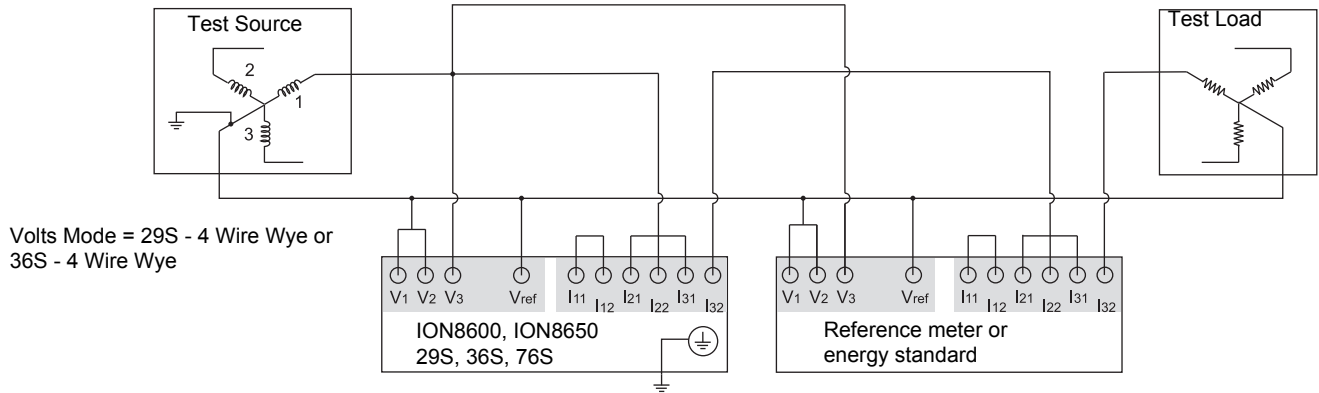 Test Source
Test Load
2
1
3
Volts Mode = 29S - 4 Wire Wye or
36S - 4 Wire Wye
V1 V2 V3 Vref I11 I12 I21 I22 I31 I32
ION8600, ION8650
29S, 36S, 76S
V1 V2 V3 Vref I11 I12 I21 I22 I31 I32
Reference meter or
energy standard